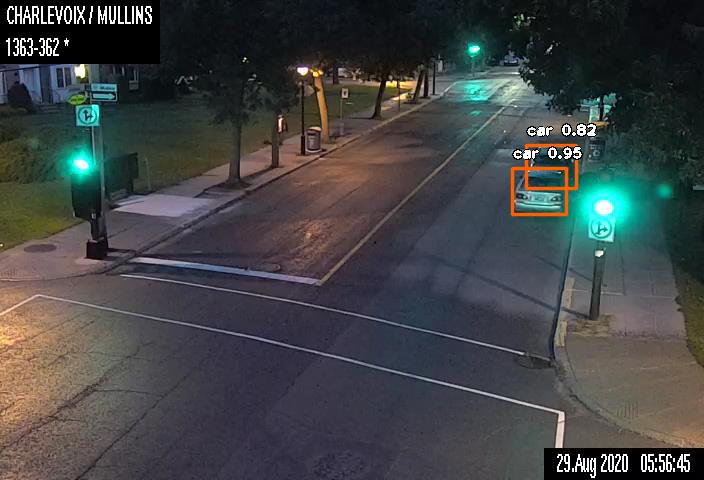 CHARLEVOIX / MULLINS
1363-362 *
car 0.82
car 0.95
29.Aug 2020 05:56:45